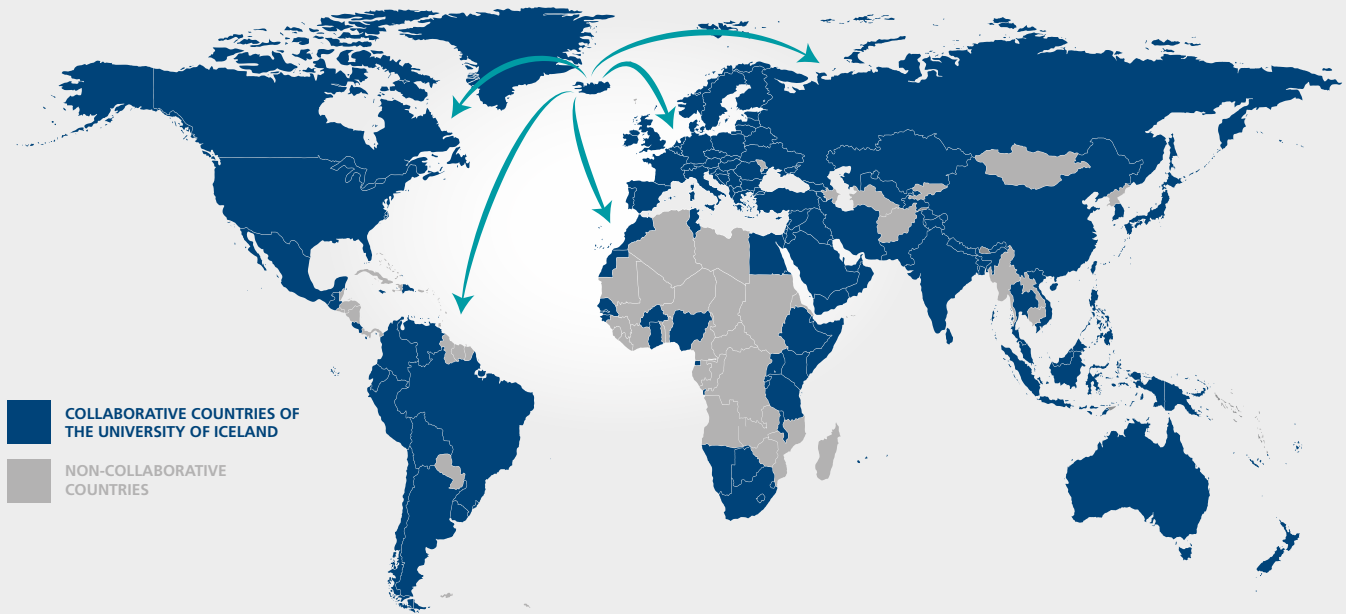 COLLABORATIVE COUNTRIES OF
THE UNIVERSITY OF ICELAND
NON-COLLABORATIVE
COUNTRIES